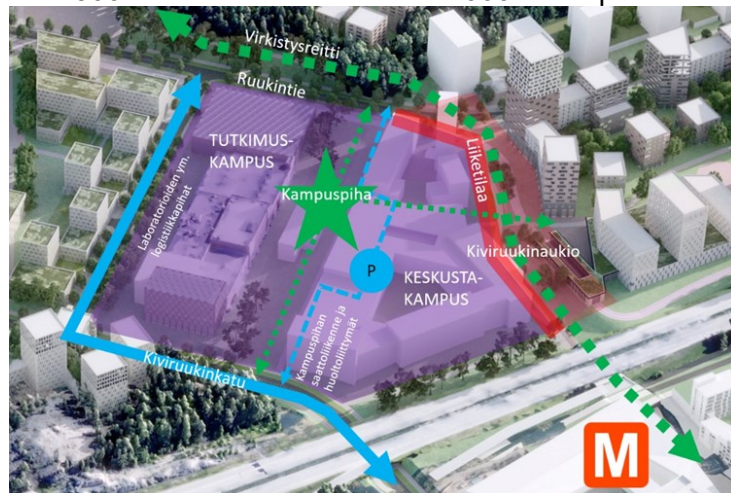 Virkistysreitti
Ruukintie
TUTKIMUS-
KAMPUS
Laboratorioiden ym.
logistiikkapihat
Kampuspiha
Liiketilaa
Kiviruukinaukio
P
KESKUSTA-
KAMPUS
Kampuspihan
saattoliikenne ja
huoltoliittymät
Kiviruukinkatu
M